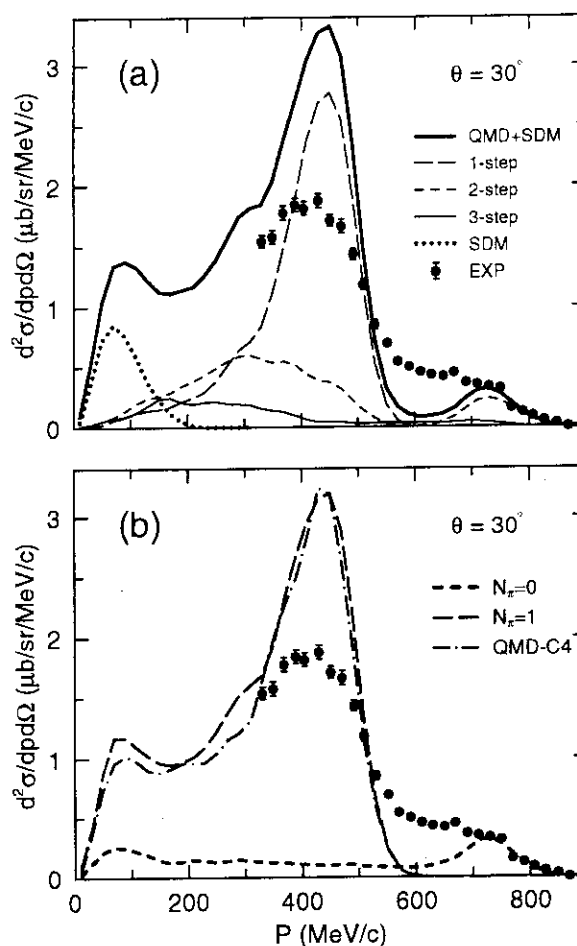 (a)
θ = 30°
QMD+SDM
1-step
2-step
3-step
SDM
EXP
d²σ/dpdΩ (μb/sr/MeV/c)
3
2
1
0
(b)
θ = 30°
N_π=0
N_π=1
QMD-C4
d²σ/dpdΩ (μb/sr/MeV/c)
3
2
1
0
0 200 400 600 800
P (MeV/c)